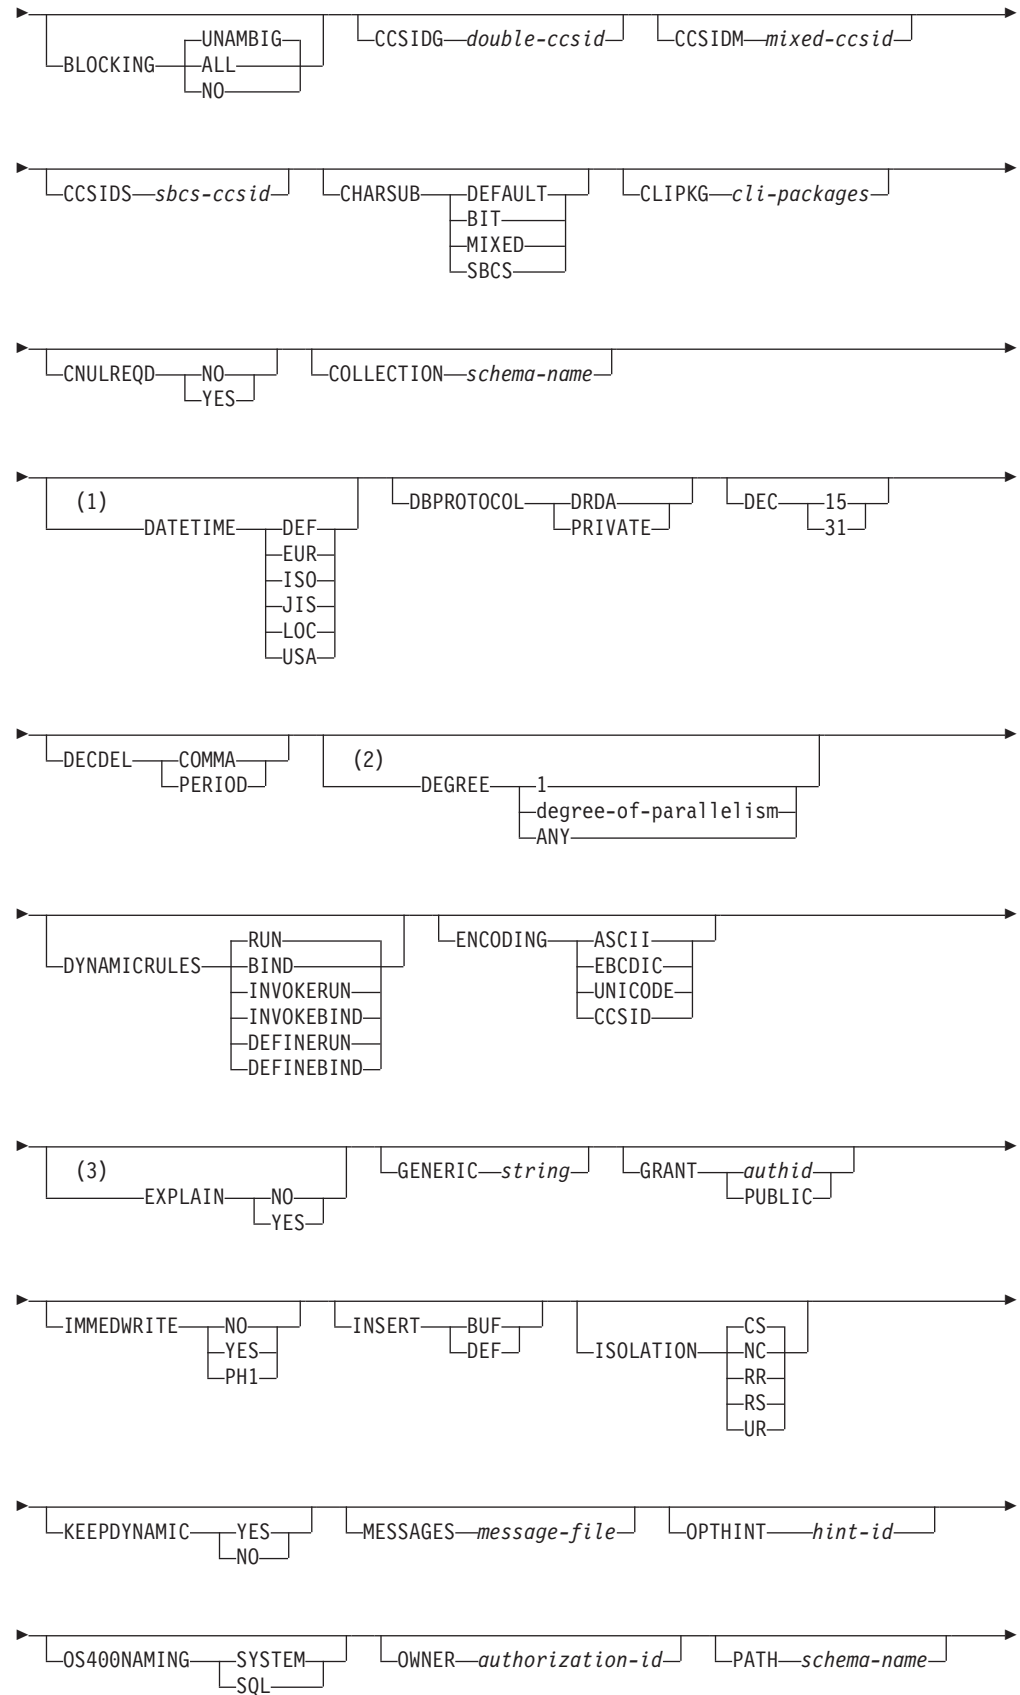 UNAMBIG
BLOCKING ALL
NO
CCSIDG double-ccsid
CCSIDM mixed-ccsid
CCSIDS sbcs-ccsid
CHARSUB DEFAULT
BIT
MIXED
SBCS
CLIPKG cli-packages
CNULREQD NO
YES
COLLECTION schema-name
(1)
DATETIME DEF
EUR
ISO
JIS
LOC
USA
DBPROTOCOL DRDA
PRIVATE
DEC 15
31
DECDEL COMMA
PERIOD
(2)
DEGREE 1
degree-of-parallelism
ANY
RUN
DYNAMICRULES BIND
INVOKERUN
INVOKEBIND
DEFINERUN
DEFINEBIND
ENCODING ASCII
EBCDIC
UNICODE
CCSID
(3)
EXPLAIN NO
YES
GENERIC string
GRANT authid
PUBLIC
IMMEDWRITE NO
YES
PH1
INSERT BUF
DEF
CS
ISOLATION NC
RR
RS
UR
KEEPDYNAMIC YES
NO
MESSAGES message-file
OPTHINT hint-id
OS400NAMING SYSTEM
SQL
OWNER authorization-id
PATH schema-name